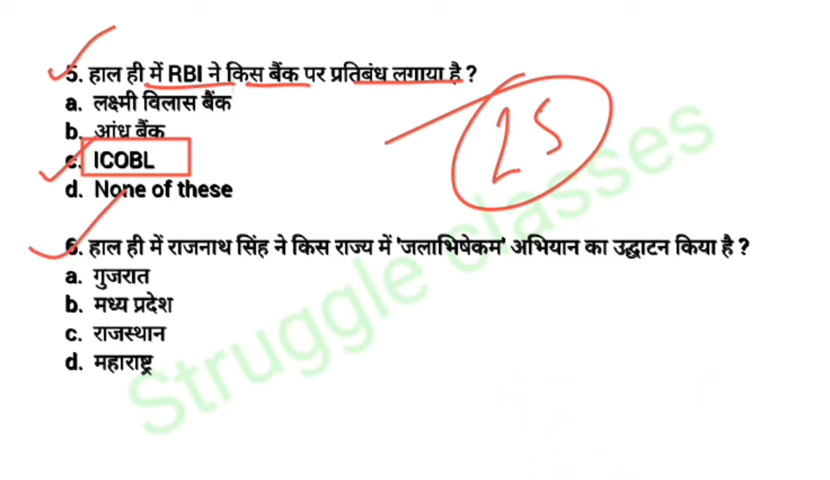 5. हाल ही में RBI ने किस बैंक पर प्रतिबंध लगाया है ?
a. लक्ष्मी विलास बैंक
b. आंध्र बैंक
c. ICOBL
d. None of these
25
6. हाल ही में राजनाथ सिंह ने किस राज्य में 'जलाभिषेकम' अभियान का उद्घाटन किया है ?
a. गुजरात
b. मध्य प्रदेश
c. राजस्थान
d. महाराष्ट्र
Struggle classes